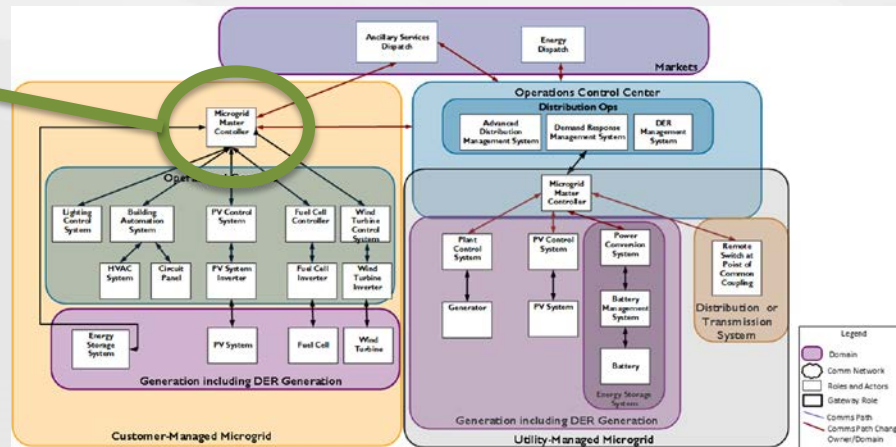 Ancillary Services
Dispatch
Energy
Dispatch
Markets
Operations Control Center
Distribution Ops
Advanced
Distribution
Management System
Demand Response
Management System
DER
Management
System
Microgrid
Master
Controller
Microgrid
Master
Controller
Lighting
Control
System
Building
Automation
System
PV Control
System
Fuel Cell
Controller
Wind
Turbine
Control
System
HVAC
System
Circuit
Panel
PV System
Inverter
Fuel Cell
Inverter
Wind
Turbine
Inverter
Energy
Storage
System
PV System
Fuel Cell
Wind
Turbine
Generation including DER Generation
Customer-Managed Microgrid
Plant
Control
System
PV Control
System
Power
Conversion
System
Remote
Switch at
Point of
Common
Coupling
Generator
PV System
Battery
Management
System
Battery
Energy Storage
System
Distribution or
Transmission
System
Generation including DER Generation
Utility-Managed Microgrid
Legend
Domain
Comm Network
Roles and Actors
Gateway Role
Comms Path
Comms Path
Owner/Domain